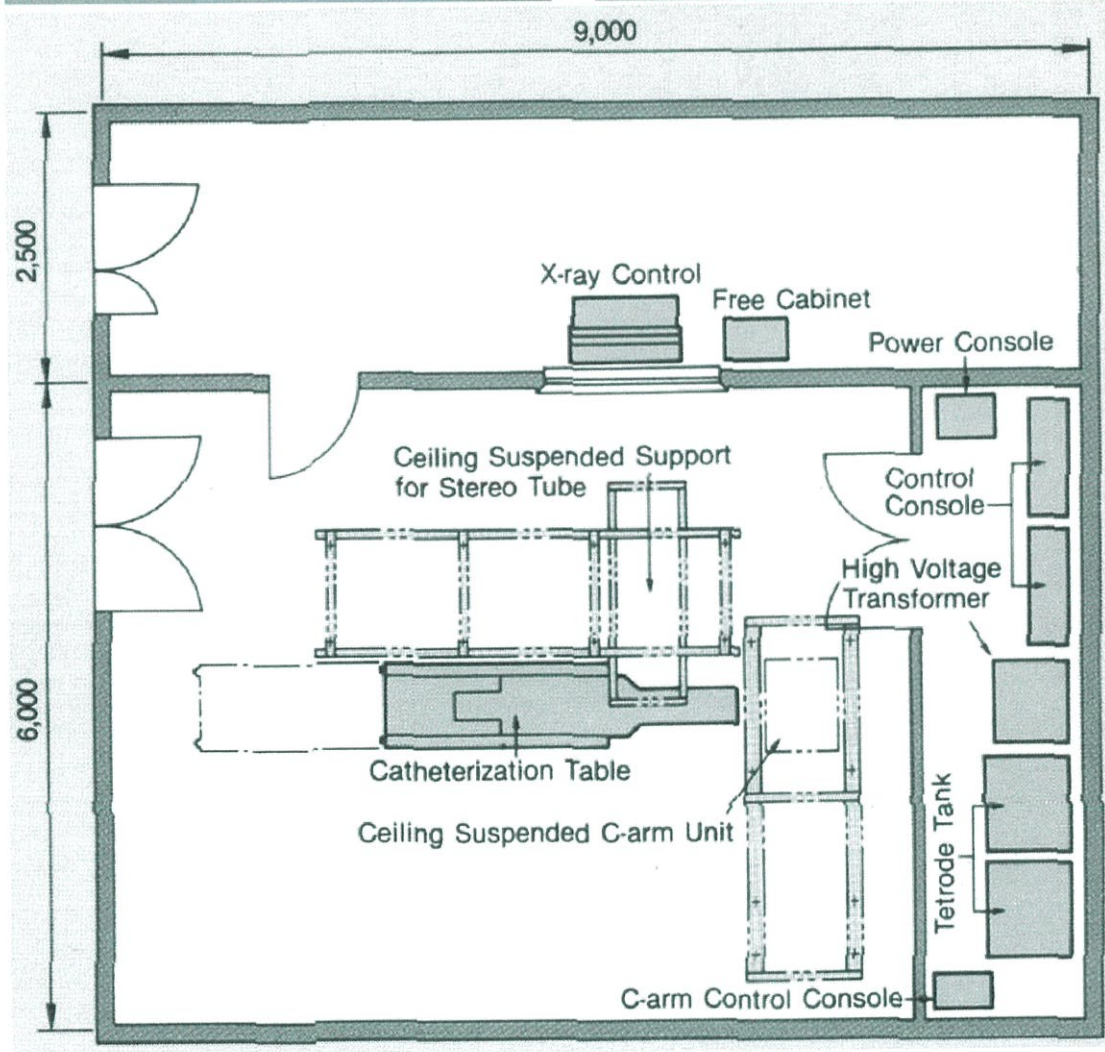 9,000
2,500
X-ray Control
Free Cabinet
Power Console
Ceiling Suspended Support
for Stereo Tube
Control
Console
High Voltage
Transformer
6,000
Catheterization Table
Ceiling Suspended C-arm Unit
Tetrode Tank
C-arm Control Console